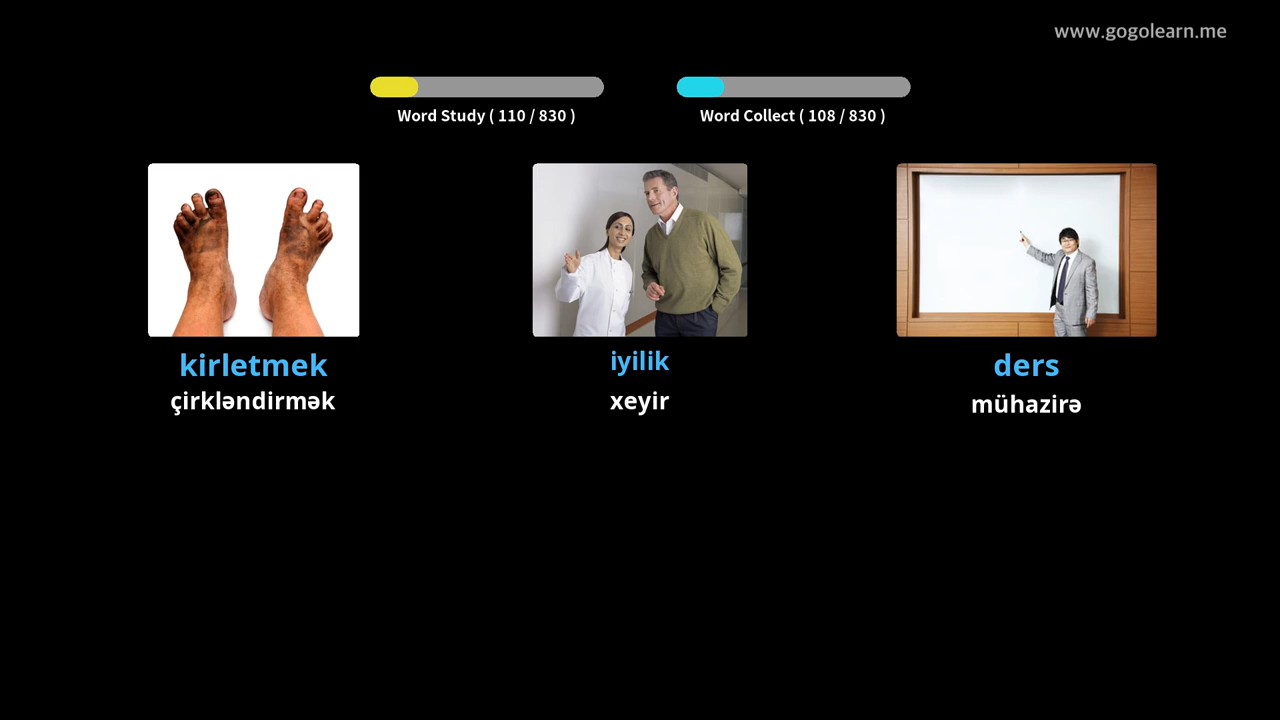 www.gogolearn.me
Word Study ( 110 / 830 )
Word Collect ( 108 / 830 )
kirletmek
çirkləndirmək
iyilik
xeyir
ders
mühazirə